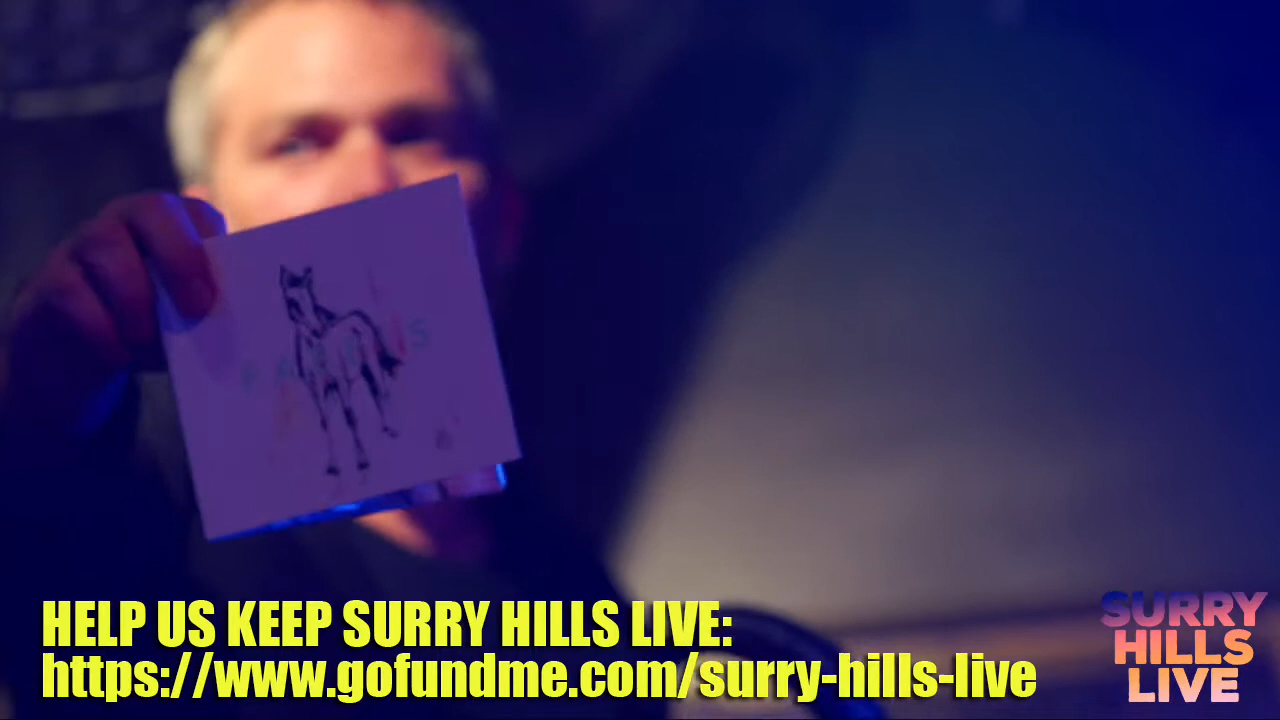 HELP US KEEP SURRY HILLS LIVE:
https://www.gofundme.com/surry-hills-live
SURRY
HILLS
LIVE